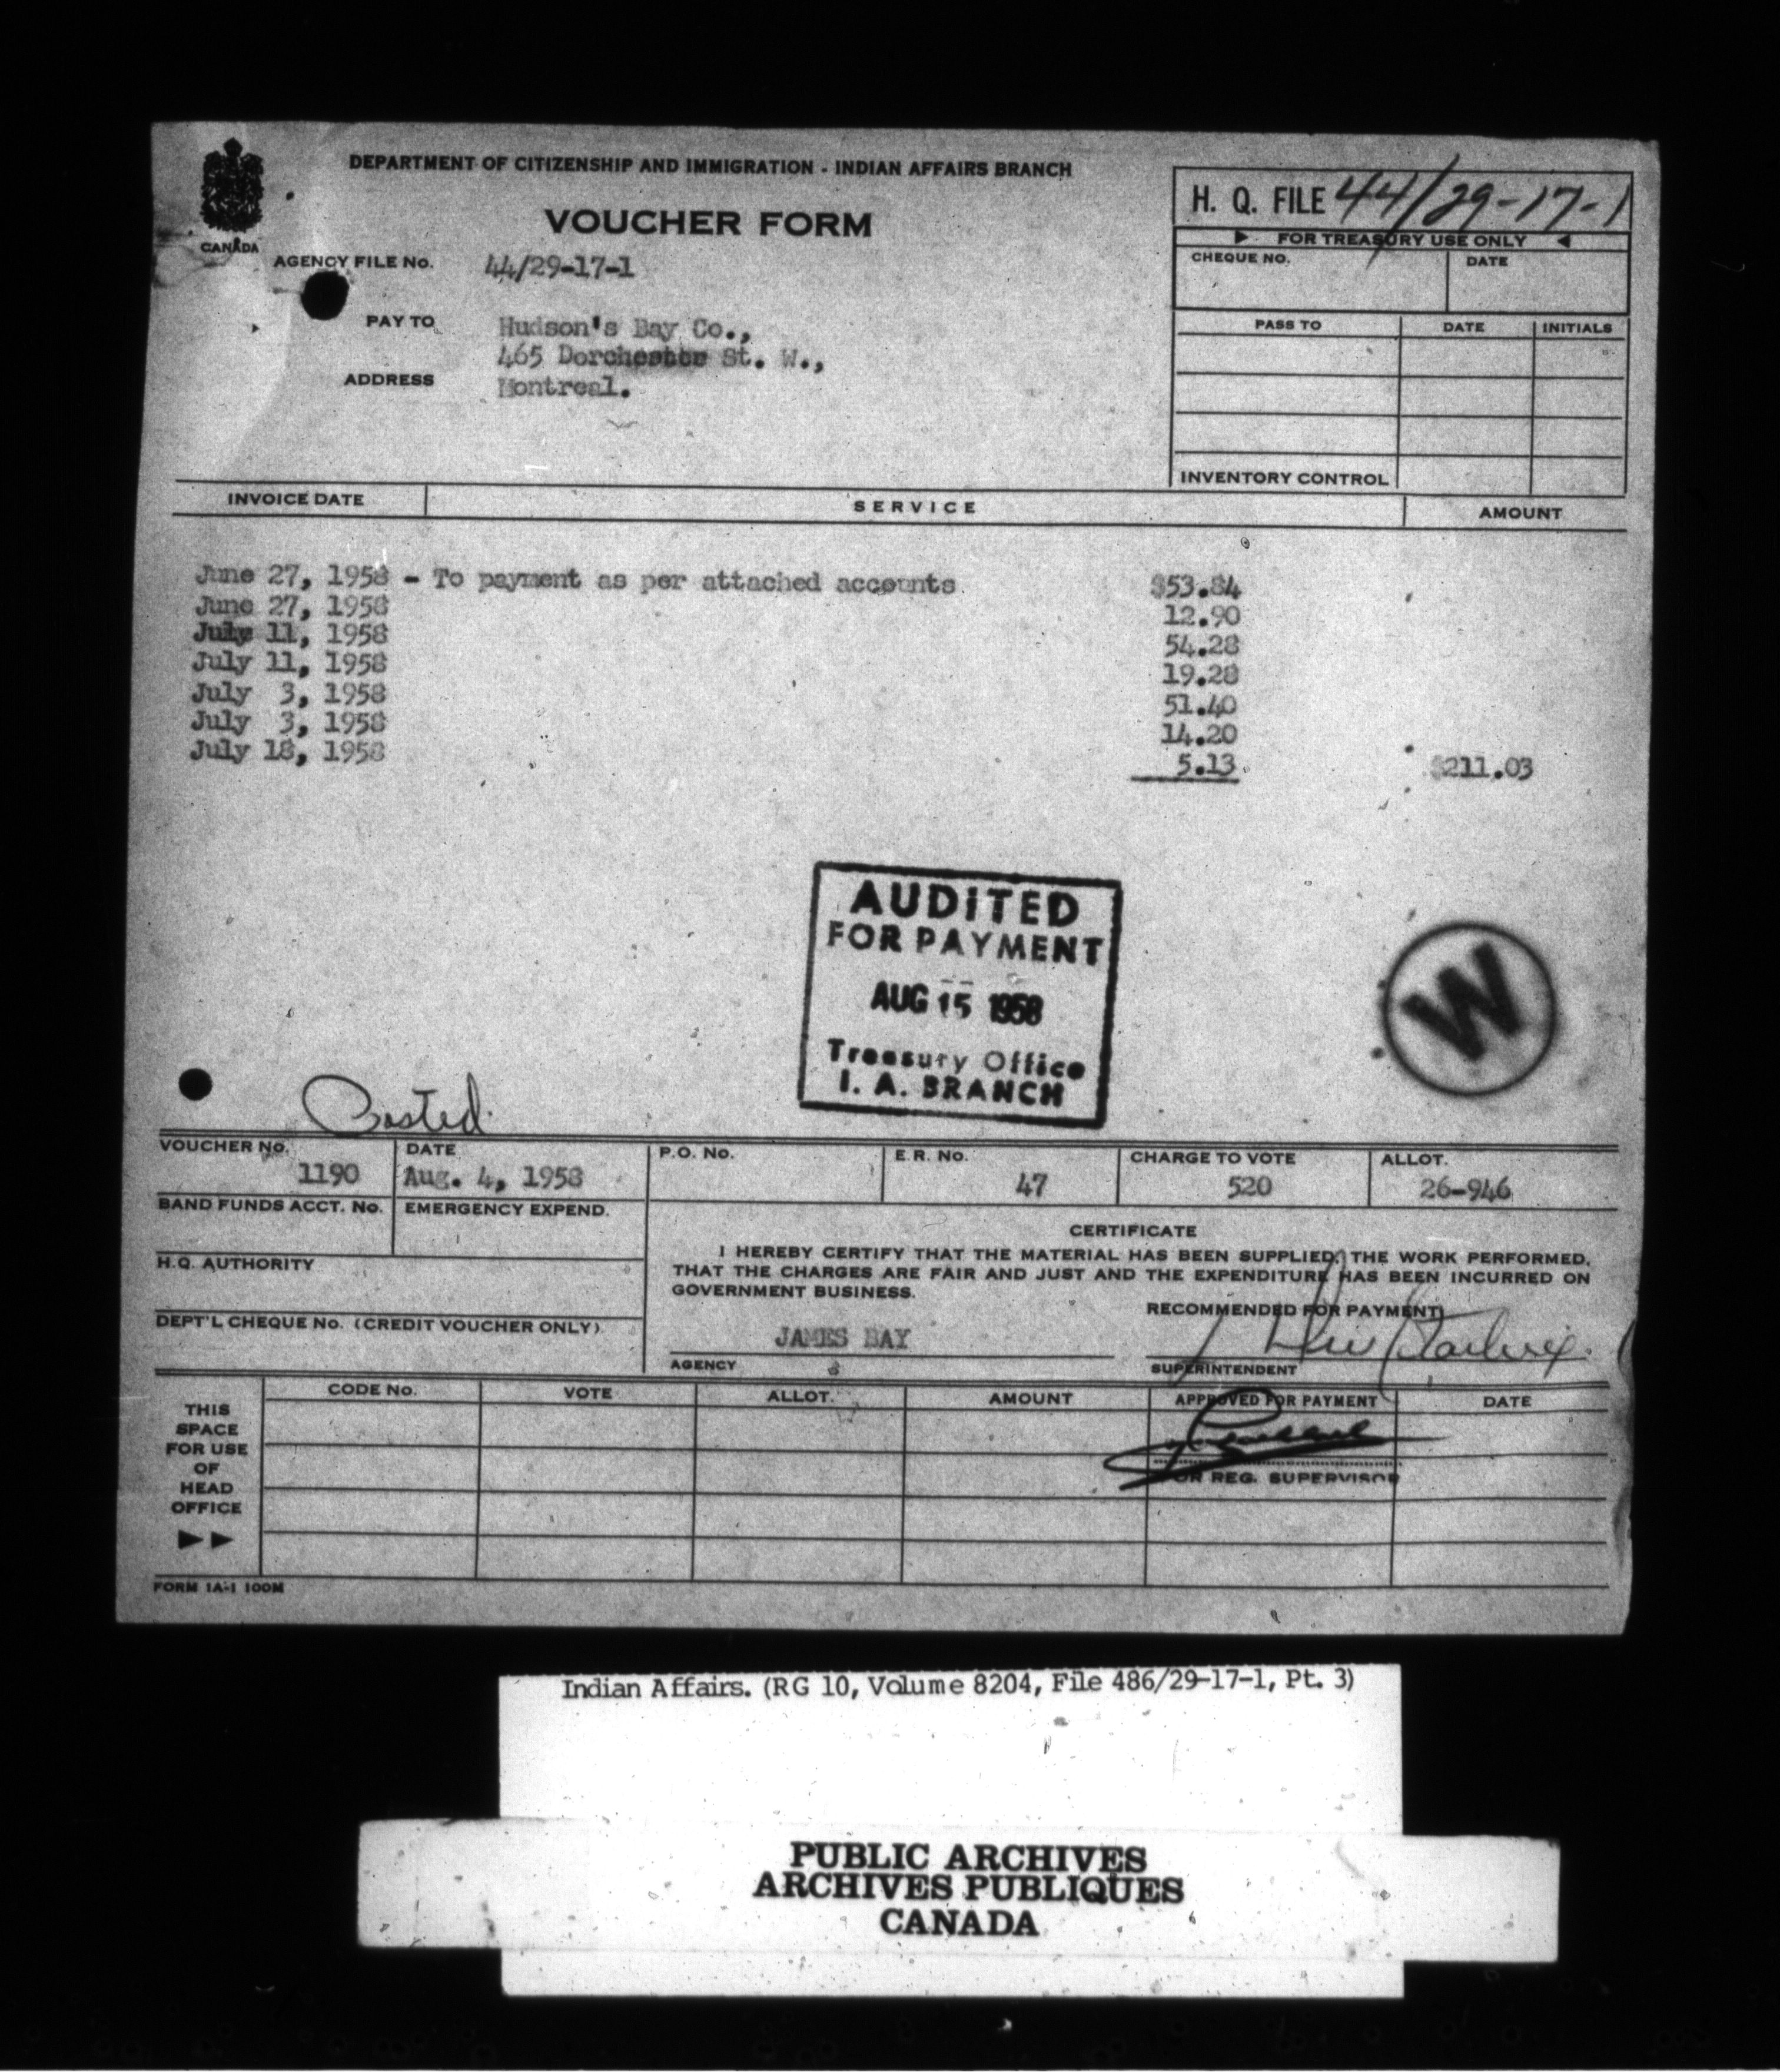 DEPARTMENT OF CITIZENSHIP AND IMMIGRATION - INDIAN AFFAIRS BRANCH
VOUCHER FORM
CANADA
H. Q. FILE 44/29-17-1
FOR TREASURY USE ONLY
CHEQUE NO. DATE
AGENCY FILE No. 44/29-17-1
PAY TO Hudson's Bay Co.,
465 Dorchester St. W.,
ADDRESS Montreal.
PASS TO DATE INITIALS
INVENTORY CONTROL
INVOICE DATE SERVICE AMOUNT
June 27, 1958 - To payment as per attached accounts $53.84
June 27, 1958 12.90
July 11, 1958 54.28
July 11, 1958 19.28
July 3, 1958 51.40
July 3, 1958 14.20
July 18, 1958 5.13 $211.03
AUDITED
FOR PAYMENT
AUG 15 1958
Treasury Office
I. A. BRANCH
W
Posted
VOUCHER No. DATE P.O. No. E.R. No. CHARGE TO VOTE ALLOT.
1190 Aug. 4, 1958 47 520 26-946
BAND FUNDS ACCT. No. EMERGENCY EXPEND.
H.Q. AUTHORITY
DEPT'L CHEQUE No. (CREDIT VOUCHER ONLY)
CERTIFICATE
I HEREBY CERTIFY THAT THE MATERIAL HAS BEEN SUPPLIED, THE WORK PERFORMED,
THAT THE CHARGES ARE FAIR AND JUST AND THE EXPENDITURE HAS BEEN INCURRED ON
GOVERNMENT BUSINESS.
RECOMMENDED FOR PAYMENT
JAMES BAY
AGENCY SUPERINTENDENT
THIS
SPACE
FOR USE
OF
HEAD
OFFICE
CODE No. VOTE ALLOT. AMOUNT APPROVED FOR PAYMENT DATE
FOR REG. SUPERVISOR
FORM IA-1 100M
Indian Affairs. (RG 10, Volume 8204, File 486/29-17-1, Pt. 3)
PUBLIC ARCHIVES
ARCHIVES PUBLIQUES
CANADA